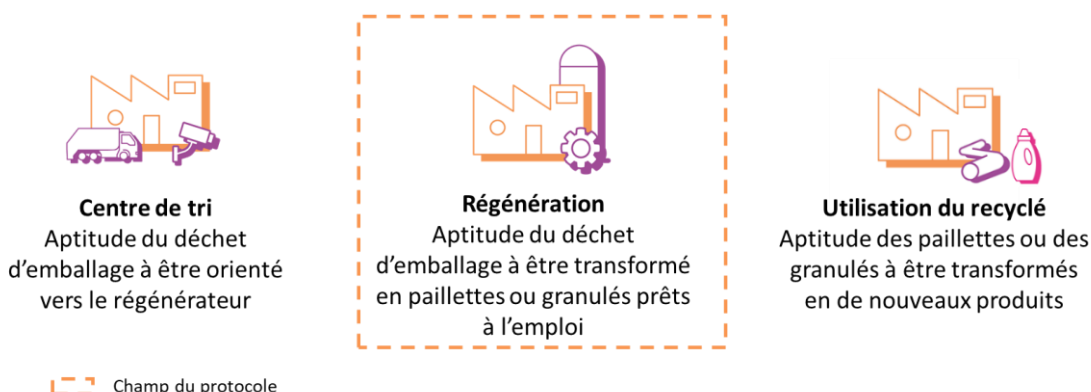 Centre de tri
Aptitude du déchet
d'emballage à être orienté
vers le régénérateur
Régénération
Aptitude du déchet
d'emballage à être transformé
en paillettes ou granulés prêts
à l'emploi
Utilisation du recyclé
Aptitude des paillettes ou des
granulés à être transformés
en de nouveaux produits
Champ du protocole